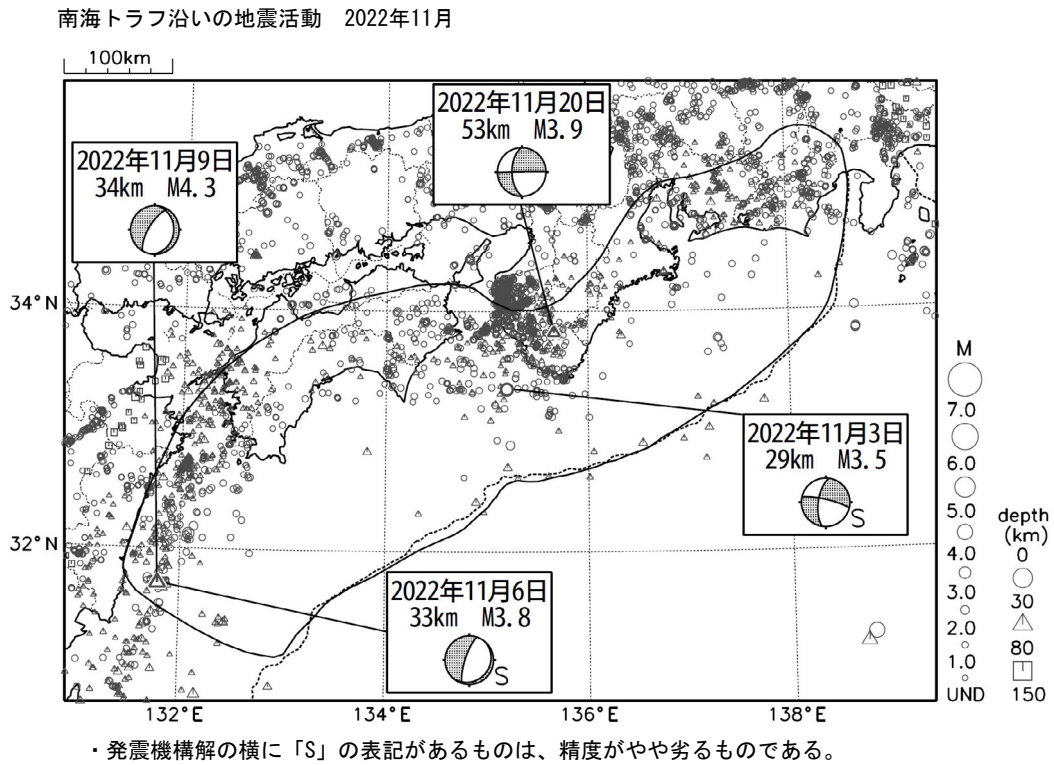 南海トラフ沿いの地震活動　2022年11月
100km
2022年11月20日
53km　M3.9
2022年11月9日
34km　M4.3
34°N
2022年11月3日
29km　M3.5
S
32°N
2022年11月6日
33km　M3.8
S
132°E
134°E
136°E
138°E
M
7.0
6.0
5.0
4.0
3.0
2.0
1.0
UND
depth
(km)
0
30
80
150
・発震機構解の横に「S」の表記があるものは、精度がやや劣るものである。